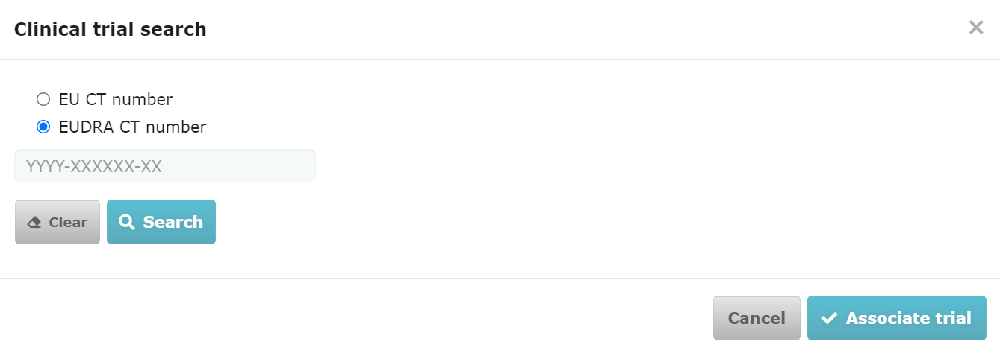 Clinical trial search
EU CT number
EUDRA CT number
YYYY-XXXXXX-XX
Clear Search
Cancel Associate trial